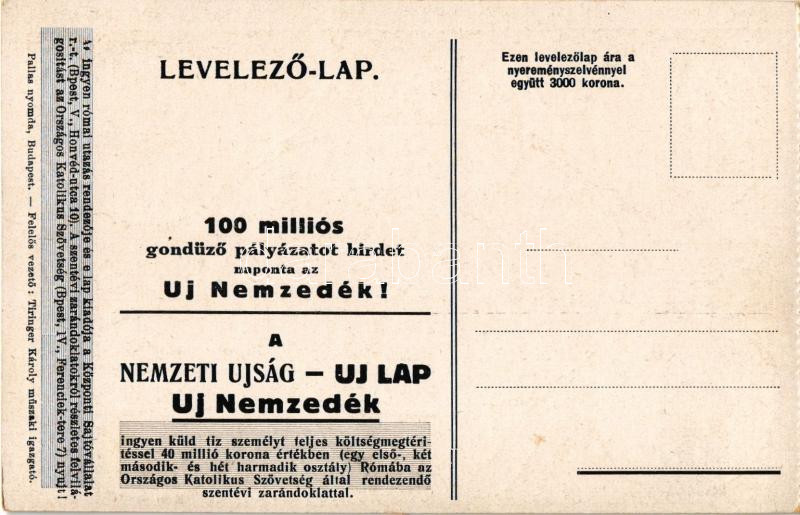 LEVELEZŐ-LAP.
100 milliós
gondüző pályázatot hirdet
naponta az
Uj Nemzedék!
A
NEMZETI UJSÁG — UJ LAP
Uj Nemzedék
ingyen küld tiz személyt teljes költségmegtéri-
téssel 40 millió korona értékben (egy első-, két
második- és hét harmadik osztály) Rómába az
Országos Katolikus Szövetség által rendezendő
szentévi zarándoklattal.
Ezen levelezőlap ára a
nyereményszelvénnyel
együtt 3000 korona.
ingyen római utazás rendezője és e lap kiadója a Központi Sajtóvállalat
r.-t. (Bpest, V., Honvéd-utca 10). A szentévi zarándoklatokról részletes felvilá-
gosítást az Országos Katolikus Szövetség (Bpest, IV., Ferenciek-tere 7) nyujt!
Pallas nyomda, Budapest. — Felelős vezető: Tiringer Károly műszaki igazgató.